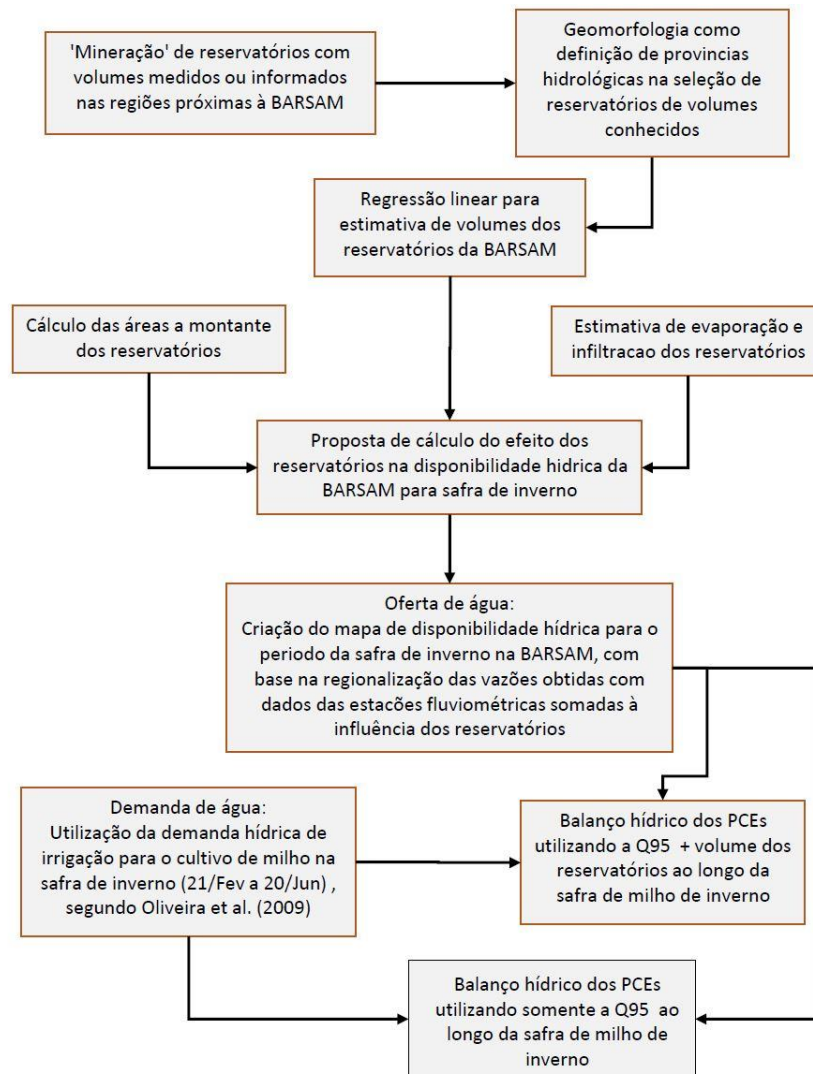 'Mineração' de reservatórios com
volumes medidos ou informados
nas regiões próximas à BARSAM
Geomorfologia como
definição de provincias
hidrológicas na seleção de
reservatórios de volumes
conhecidos
Regressão linear para
estimativa de volumes dos
reservatórios da BARSAM
Cálculo das áreas a montante
dos reservatórios
Estimativa de evaporação e
infiltracao dos reservatórios
Proposta de cálculo do efeito dos
reservatórios na disponibilidade hidrica da
BARSAM para safra de inverno
Oferta de água:
Criação do mapa de disponibilidade hídrica para o
periodo da safra de inverno na BARSAM, com
base na regionalização das vazões obtidas com
dados das estacões fluviométricas somadas à
influência dos reservatórios
Demanda de água:
Utilização da demanda hídrica de
irrigação para o cultivo de milho na
safra de inverno (21/Fev a 20/Jun) ,
segundo Oliveira et al. (2009)
Balanço hídrico dos PCEs
utilizando a Q95 + volume dos
reservatórios ao longo da
safra de milho de inverno
Balanço hídrico dos PCEs
utilizando somente a Q95 ao
longo da safra de milho de
inverno